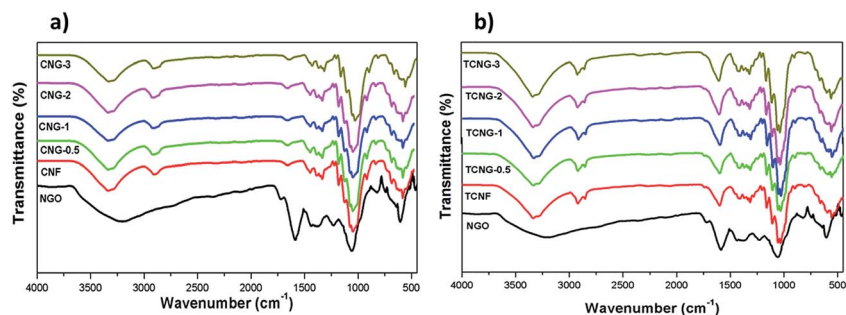 a)
CNG-3
CNG-2
CNG-1
CNG-0.5
CNF
NGO
Transmittance (%)
4000 3500 3000 2500 2000 1500 1000 500
Wavenumber (cm⁻¹)
b)
TCNG-3
TCNG-2
TCNG-1
TCNG-0.5
TCNF
NGO
Transmittance (%)
4000 3500 3000 2500 2000 1500 1000 500
Wavenumber (cm⁻¹)